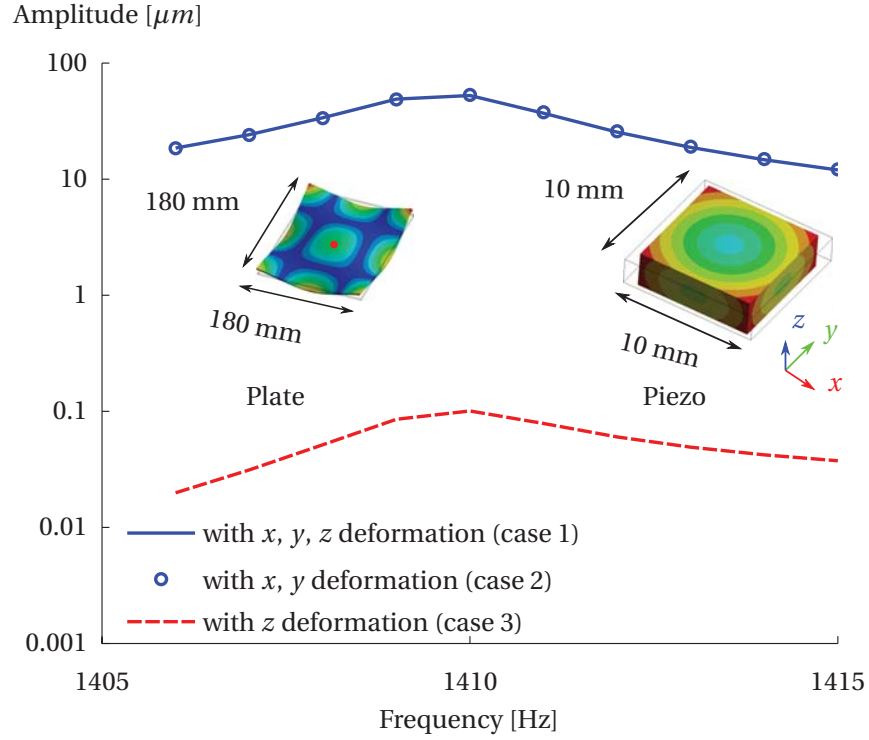 Amplitude [μm]
100
10
1
0.1
0.01
0.001
180 mm
180 mm
Plate
10 mm
10 mm
Piezo
z
y
x
with x, y, z deformation (case 1)
with x, y deformation (case 2)
with z deformation (case 3)
1405
1410
1415
Frequency [Hz]